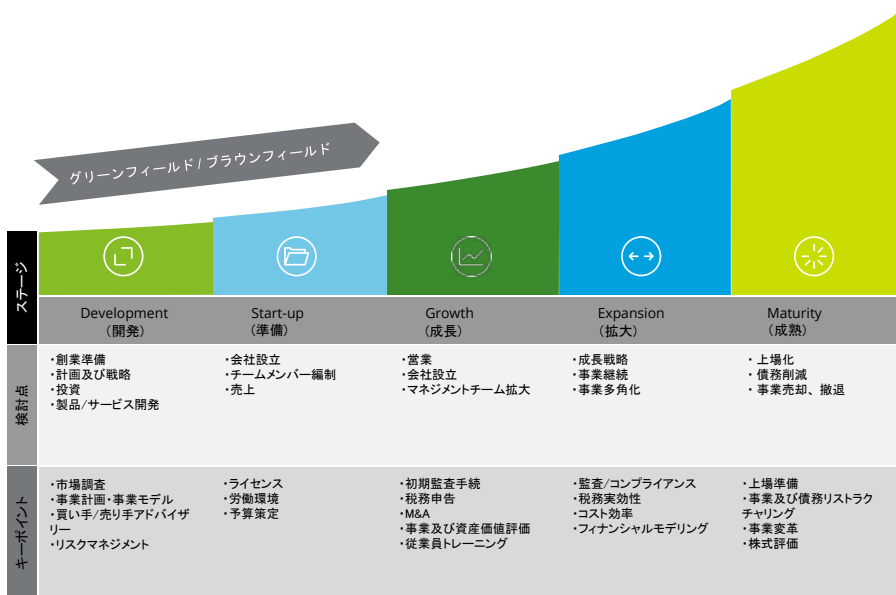 グリーンフィールド / ブラウンフィールド
ステージ
Development
（開発）
Start-up
（準備）
Growth
（成長）
Expansion
（拡大）
Maturity
（成熟）
検討点
・創業準備
・計画及び戦略
・投資
・製品/サービス開発
・会社設立
・チームメンバー編制
・売上
・営業
・会社設立
・マネジメントチーム拡大
・成長戦略
・事業継続
・事業多角化
・上場化
・債務削減
・事業売却、撤退
キーポイント
・市場調査
・事業計画・事業モデル
・買い手/売り手アドバイザ
リー
・リスクマネジメント
・ライセンス
・労働環境
・予算策定
・初期監査手続
・税務申告
・M&A
・事業及び資産価値評価
・従業員トレーニング
・監査/コンプライアンス
・税務実効性
・コスト効率
・フィナンシャルモデリング
・上場準備
・事業及び債務リストラク
チャリング
・事業変革
・株式評価